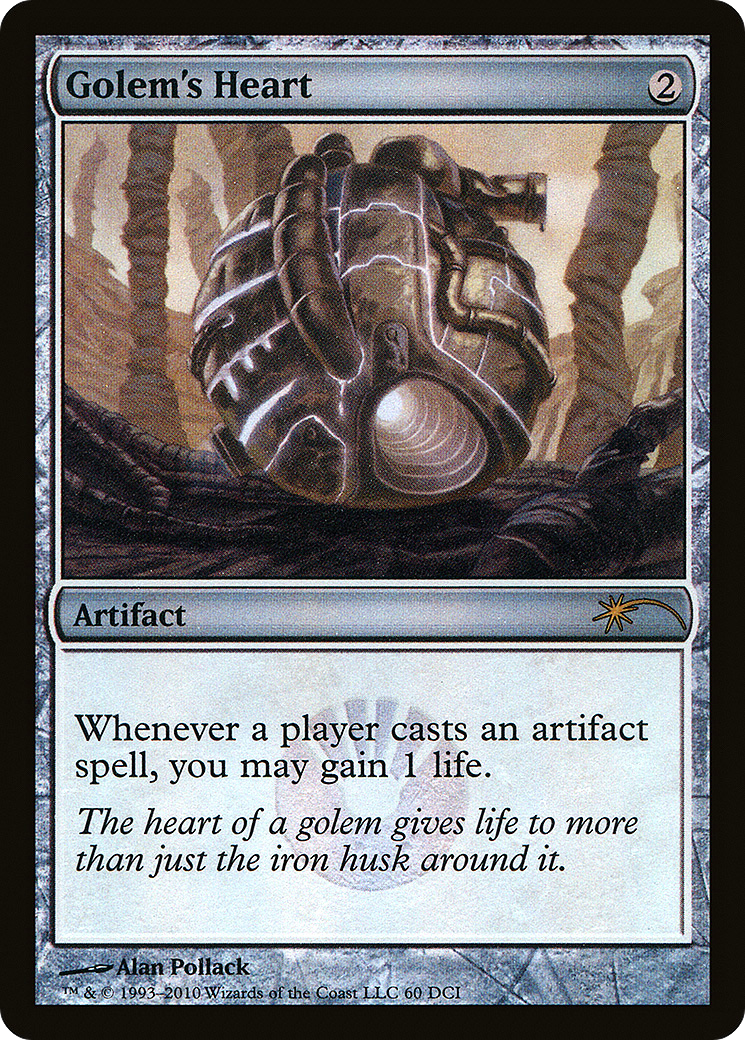 Golem's Heart
2
Artifact
Whenever a player casts an artifact
spell, you may gain 1 life.
The heart of a golem gives life to more
than just the iron husk around it.
Alan Pollack
™ & © 1993–2010 Wizards of the Coast LLC 60 DCI